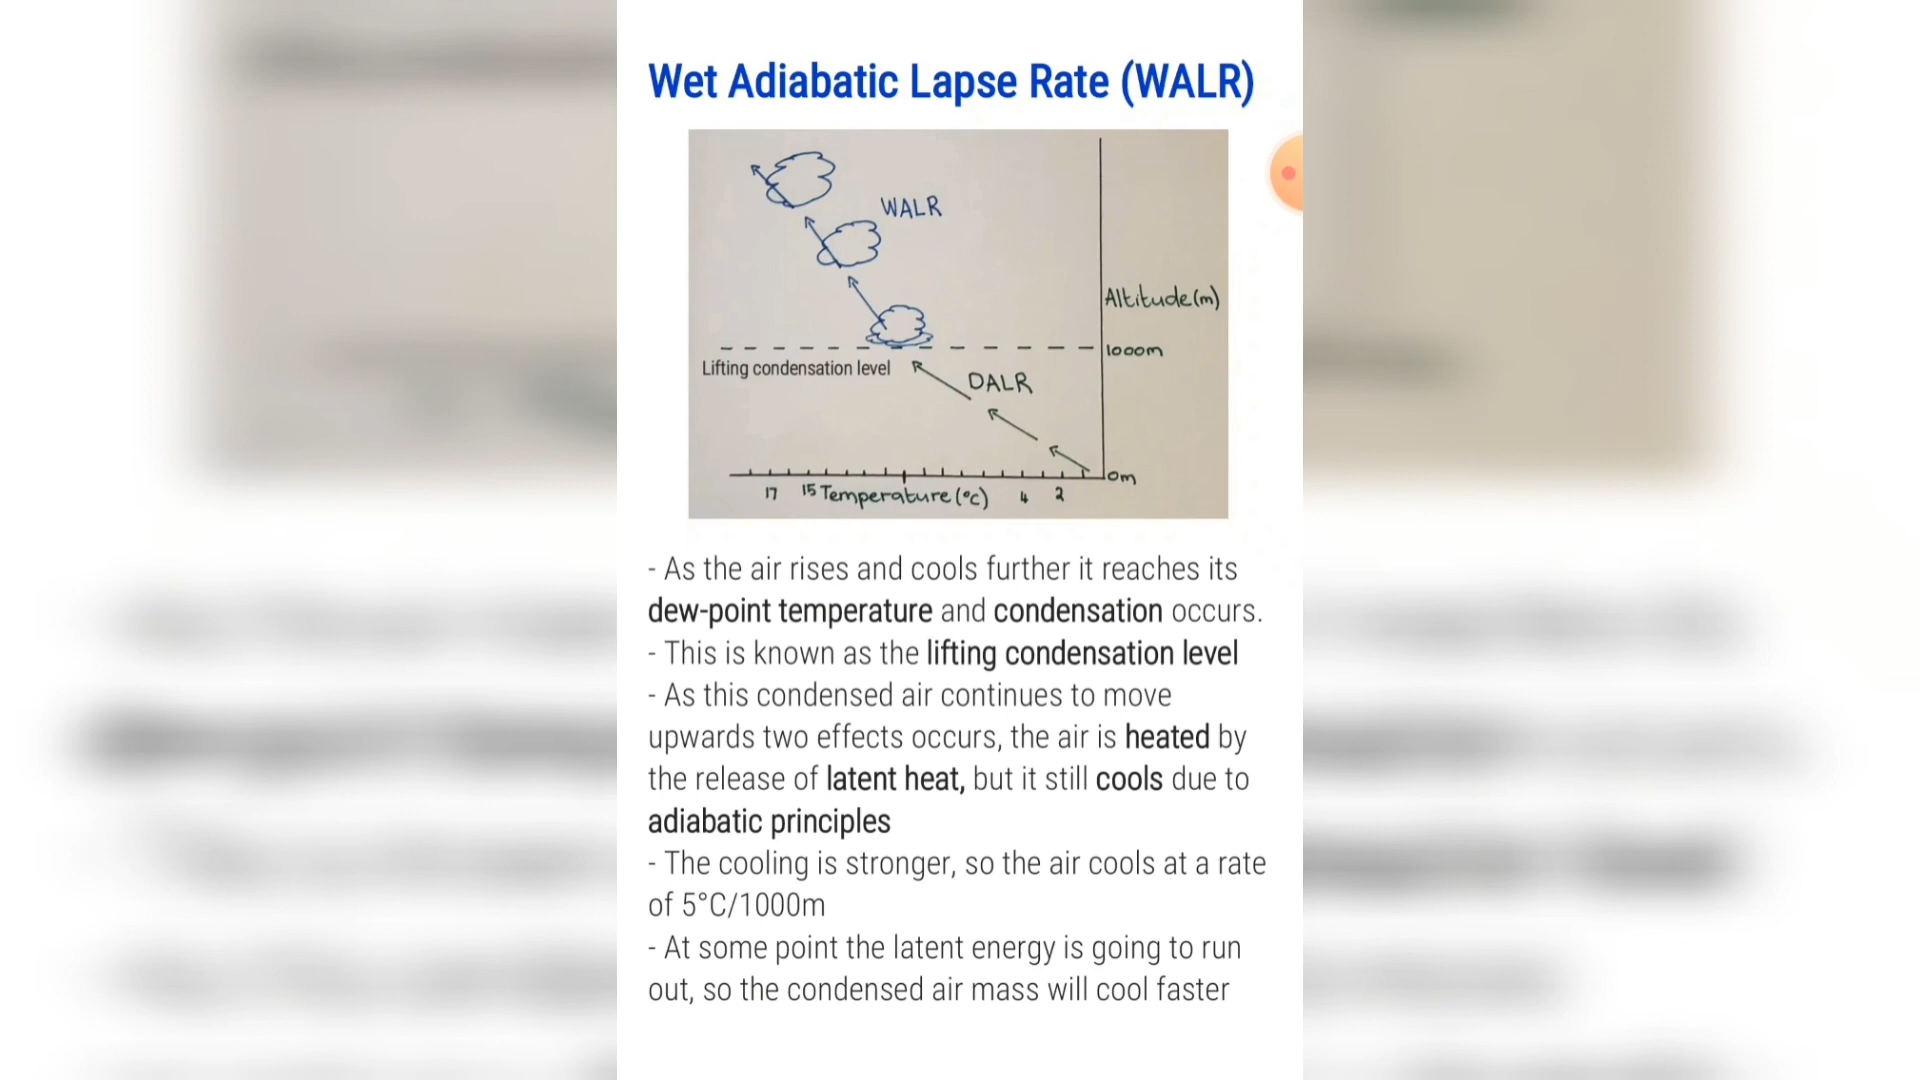 Wet Adiabatic Lapse Rate (WALR)
WALR
Altitude(m)
1000m
Lifting condensation level
DALR
0m
17 15 Temperature (°C) 4 2
- As the air rises and cools further it reaches its
dew-point temperature and condensation occurs.
- This is known as the lifting condensation level
- As this condensed air continues to move
upwards two effects occurs, the air is heated by
the release of latent heat, but it still cools due to
adiabatic principles
- The cooling is stronger, so the air cools at a rate
of 5°C/1000m
- At some point the latent energy is going to run
out, so the condensed air mass will cool faster